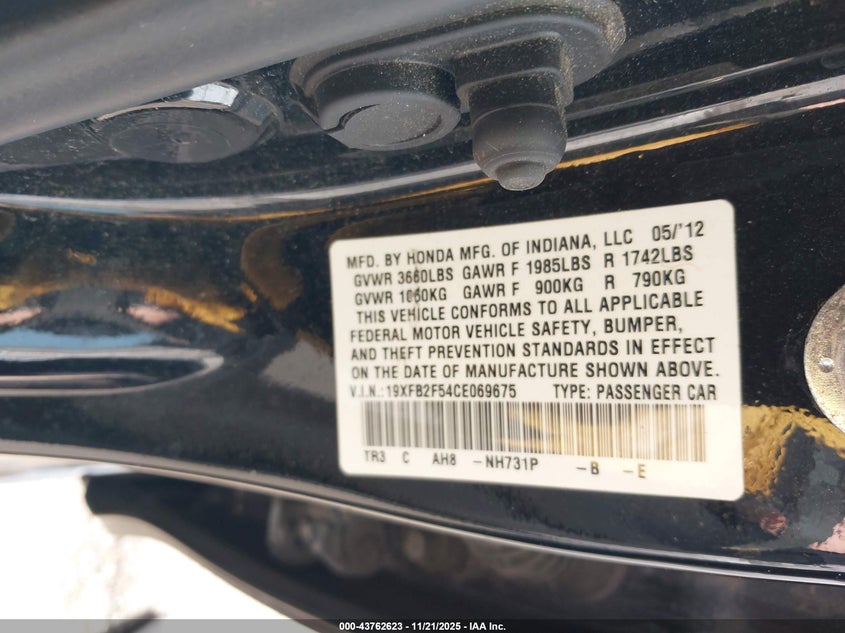 MFD. BY HONDA MFG. OF INDIANA, LLC 05/'12
GVWR 3660LBS GAWR F 1985LBS R 1742LBS
GVWR 1660KG GAWR F 900KG R 790KG
THIS VEHICLE CONFORMS TO ALL APPLICABLE
FEDERAL MOTOR VEHICLE SAFETY, BUMPER,
AND THEFT PREVENTION STANDARDS IN EFFECT
ON THE DATE OF MANUFACTURE SHOWN ABOVE.
V.I.N.:19XFB2F54CE069675 TYPE: PASSENGER CAR
TR3 C AH8 -NH731P -B -E
000-43762623 - 11/21/2025 - IAA Inc.